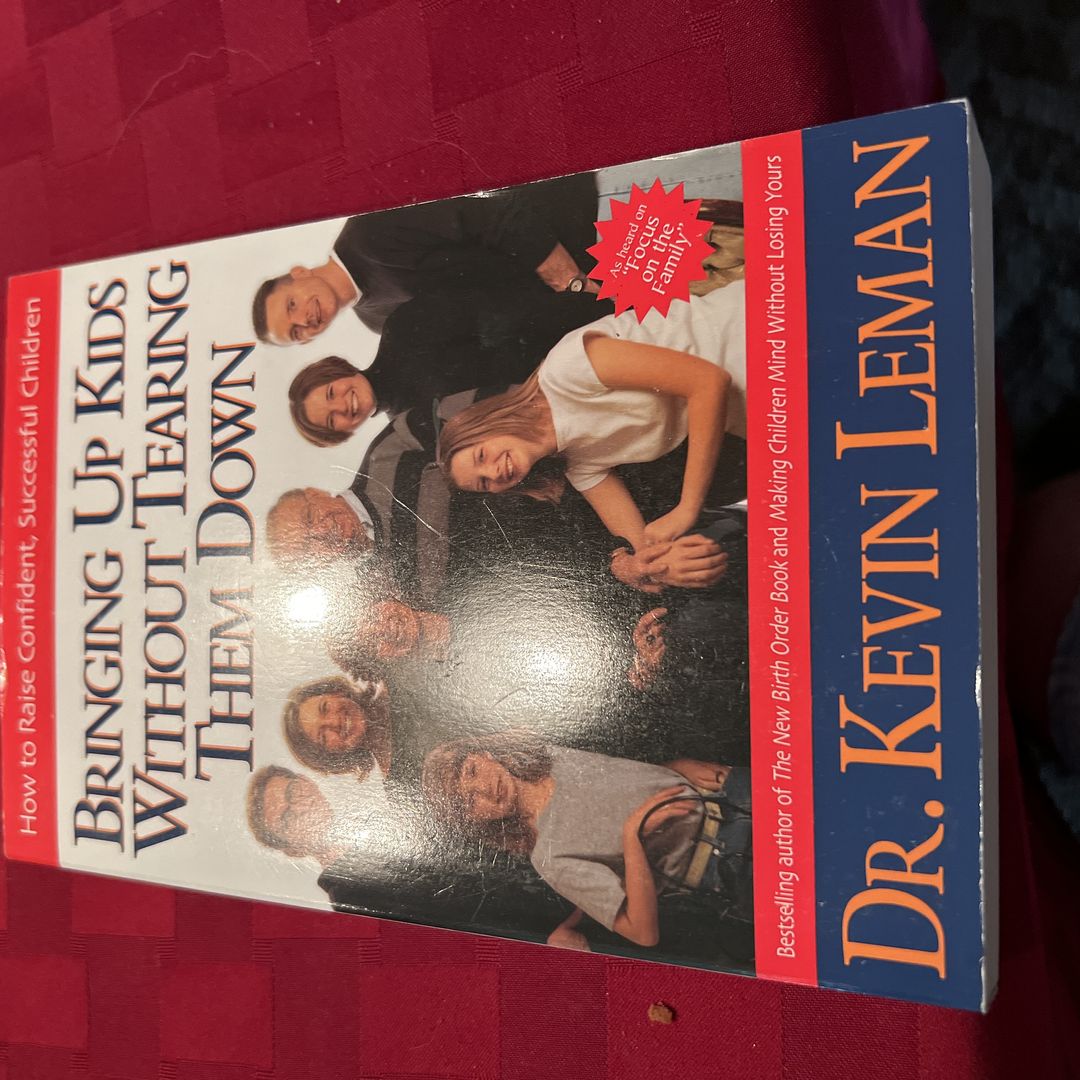 How to Raise Confident, Successful Children
BRINGING UP KIDS
WITHOUT TEARING
THEM DOWN
As heard on
"Focus
on the
Family"
Bestselling author of The New Birth Order Book and Making Children Mind Without Losing Yours
DR. KEVIN LEMAN